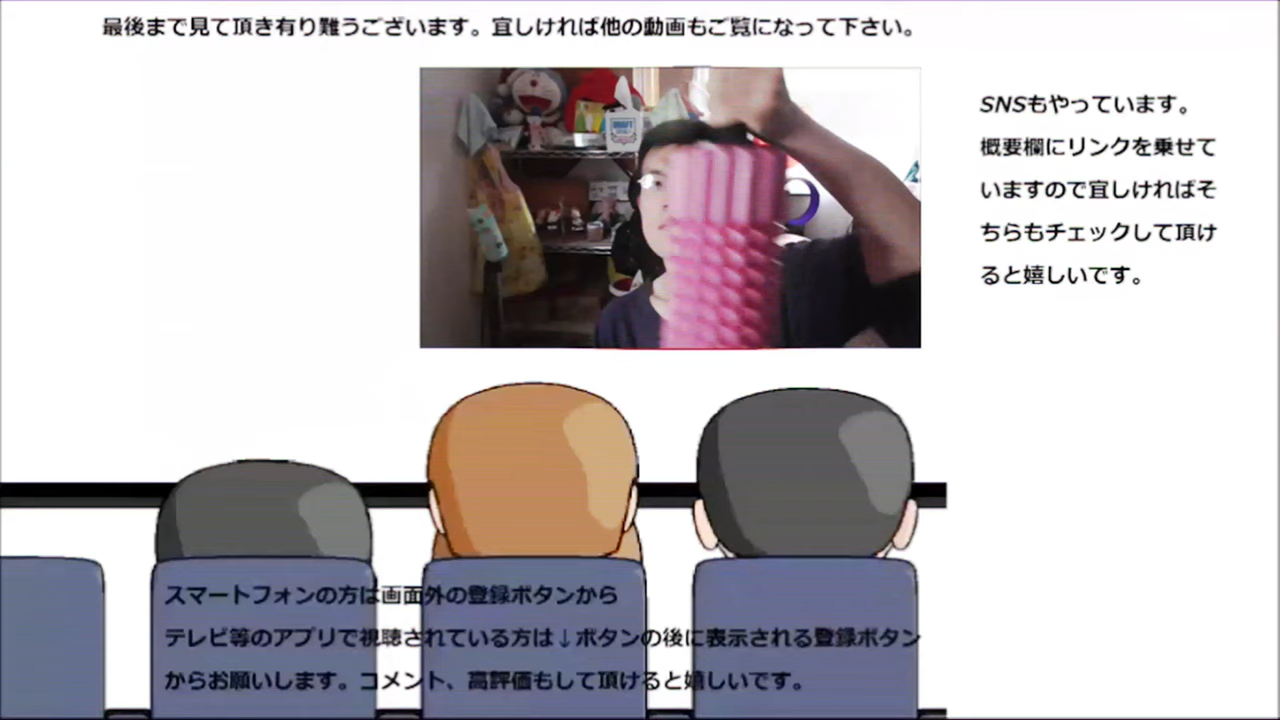 最後まで見て頂き有り難うございます。宜しければ他の動画もご覧になって下さい。
SNSもやっています。
概要欄にリンクを乗せて
いますので宜しければそ
ちらもチェックして頂け
ると嬉しいです。
スマートフォンの方は画面外の登録ボタンから
テレビ等のアプリで視聴されている方は↓ボタンの後に表示される登録ボタン
からお願いします。コメント、高評価もして頂けると嬉しいです。